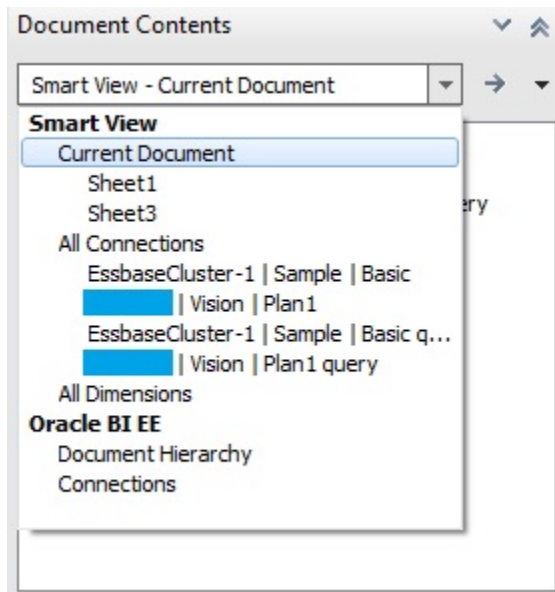 Document Contents
Smart View - Current Document
Smart View
Current Document
Sheet1
Sheet3
ery
All Connections
EssbaseCluster-1 | Sample | Basic
| Vision | Plan1
EssbaseCluster-1 | Sample | Basic q...
| Vision | Plan1 query
All Dimensions
Oracle BI EE
Document Hierarchy
Connections